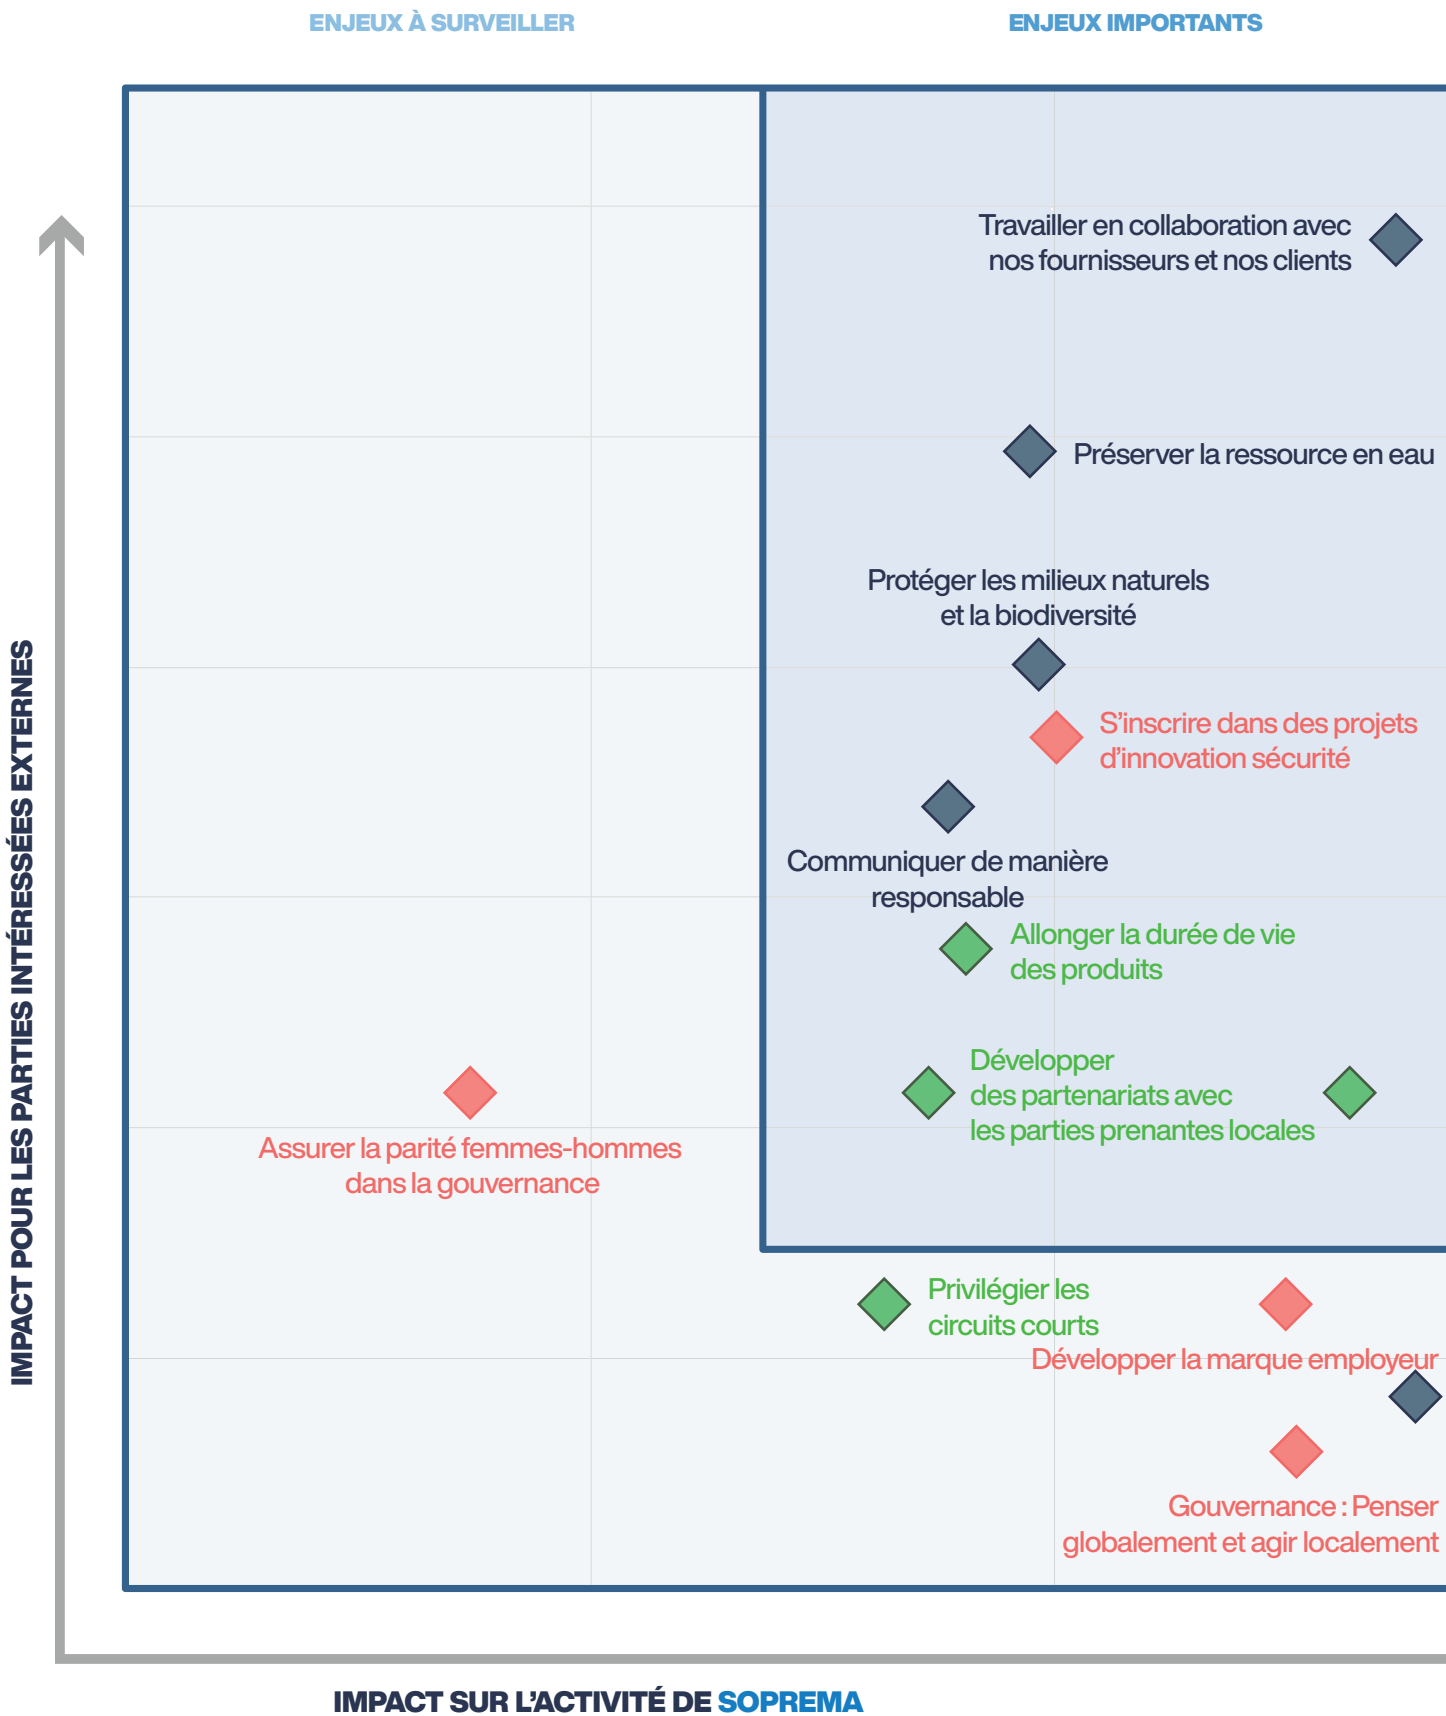 ENJEUX À SURVEILLER
ENJEUX IMPORTANTS
Travailler en collaboration avec
nos fournisseurs et nos clients
Préserver la ressource en eau
Protéger les milieux naturels
et la biodiversité
S’inscrire dans des projets
d’innovation sécurité
Communiquer de manière
responsable
Allonger la durée de vie
des produits
Développer
des partenariats avec
les parties prenantes locales
Assurer la parité femmes-hommes
dans la gouvernance
Privilégier les
circuits courts
Développer la marque employeur
Gouvernance : Penser
globalement et agir localement
IMPACT POUR LES PARTIES INTÉRESSÉES EXTERNES
IMPACT SUR L’ACTIVITÉ DE SOPREMA